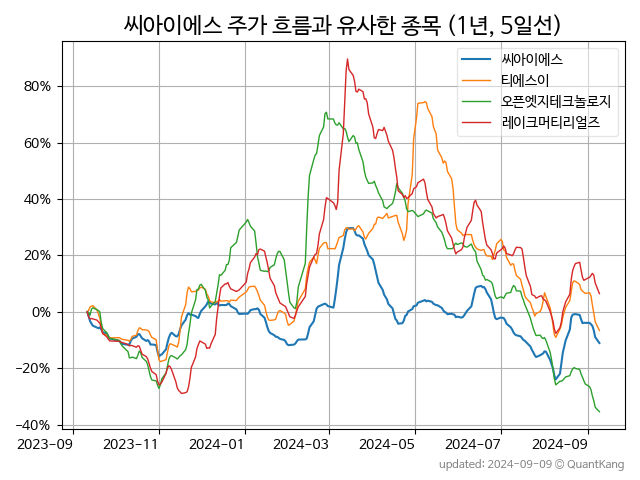 씨아이에스 주가 흐름과 유사한 종목 (1년, 5일선)
씨아이에스
티에스이
오픈엣지테크놀로지
레이크머티리얼즈
80%
60%
40%
20%
0%
−20%
−40%
2023-09 2023-11 2024-01 2024-03 2024-05 2024-07 2024-09
updated: 2024-09-09 © QuantKang